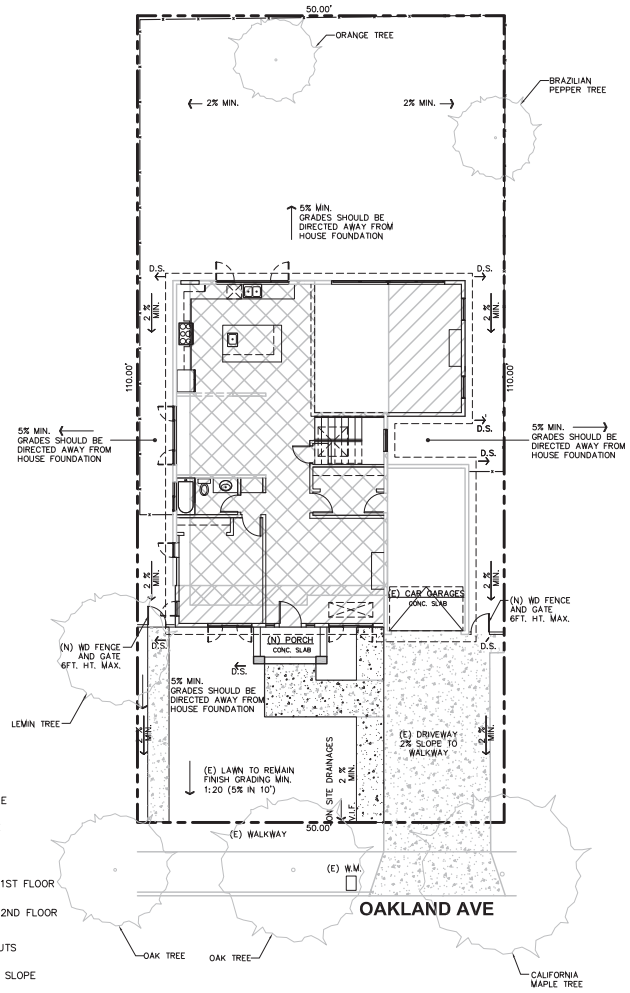 50.00'
ORANGE TREE
BRAZILIAN
PEPPER TREE
2% MIN.
2% MIN.
5% MIN.
GRADES SHOULD BE
DIRECTED AWAY FROM
HOUSE FOUNDATION
D.S.
D.S.
2 %
MIN.
2 %
MIN.
110.00'
110.00'
D.S.
5% MIN.
GRADES SHOULD BE
DIRECTED AWAY FROM
HOUSE FOUNDATION
5% MIN.
GRADES SHOULD BE
DIRECTED AWAY FROM
HOUSE FOUNDATION
D.S.
2 %
MIN.
2 %
MIN.
(E) CAR GARAGES
CONC. SLAB
(N) WD FENCE
AND GATE
6FT. HT. MAX.
(N) WD FENCE
AND GATE
6FT. HT. MAX.
(N) PORCH
CONC. SLAB
D.S.
D.S.
D.S.
5% MIN.
GRADES SHOULD BE
DIRECTED AWAY FROM
HOUSE FOUNDATION
LEMIN TREE
2 %
MIN.
(E) DRIVEWAY
2% SLOPE TO
WALKWAY
2 %
MIN.
(E) LAWN TO REMAIN
FINISH GRADING MIN.
1:20 (5% IN 10')
ON SITE DRAINAGES
2 %
MIN.
V.I.F.
E
50.00'
(E) WALKWAY
(E) W.M.
1ST FLOOR
2ND FLOOR
OAKLAND AVE
UTS
SLOPE
OAK TREE
OAK TREE
CALIFORNIA
MAPLE TREE